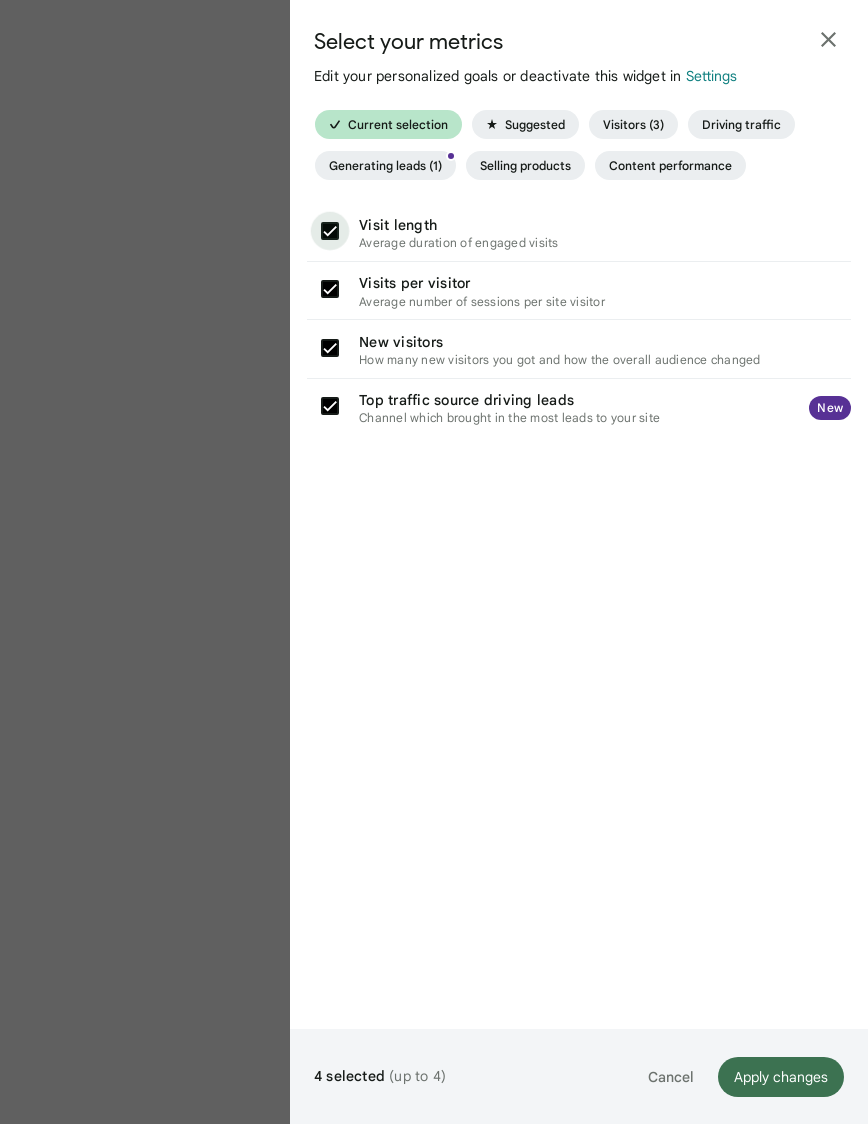 Select your metrics
Edit your personalized goals or deactivate this widget in Settings
Current selection
Suggested
Visitors (3)
Driving traffic
Generating leads (1)
Selling products
Content performance
Visit length
Average duration of engaged visits
Visits per visitor
Average number of sessions per site visitor
New visitors
How many new visitors you got and how the overall audience changed
Top traffic source driving leads
Channel which brought in the most leads to your site
New
4 selected (up to 4)
Cancel
Apply changes